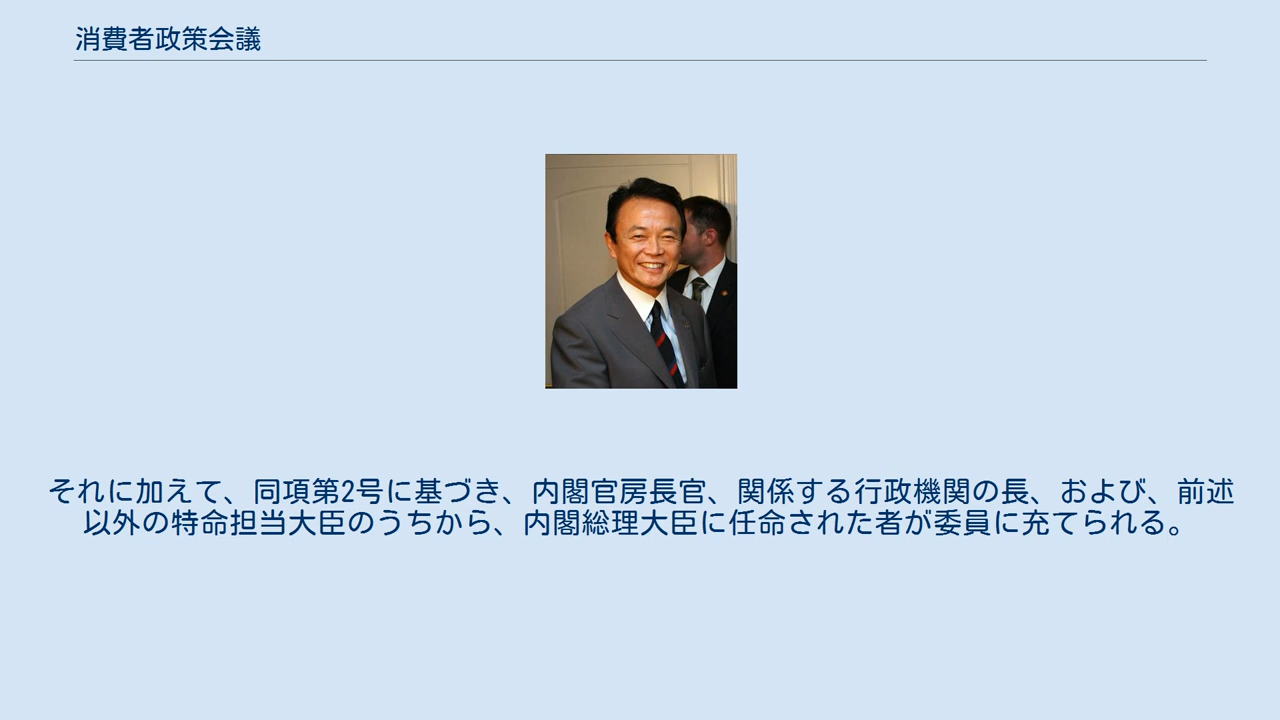 消費者政策会議
それに加えて、同項第2号に基づき、内閣官房長官、関係する行政機関の長、および、前述
以外の特命担当大臣のうちから、内閣総理大臣に任命された者が委員に充てられる。